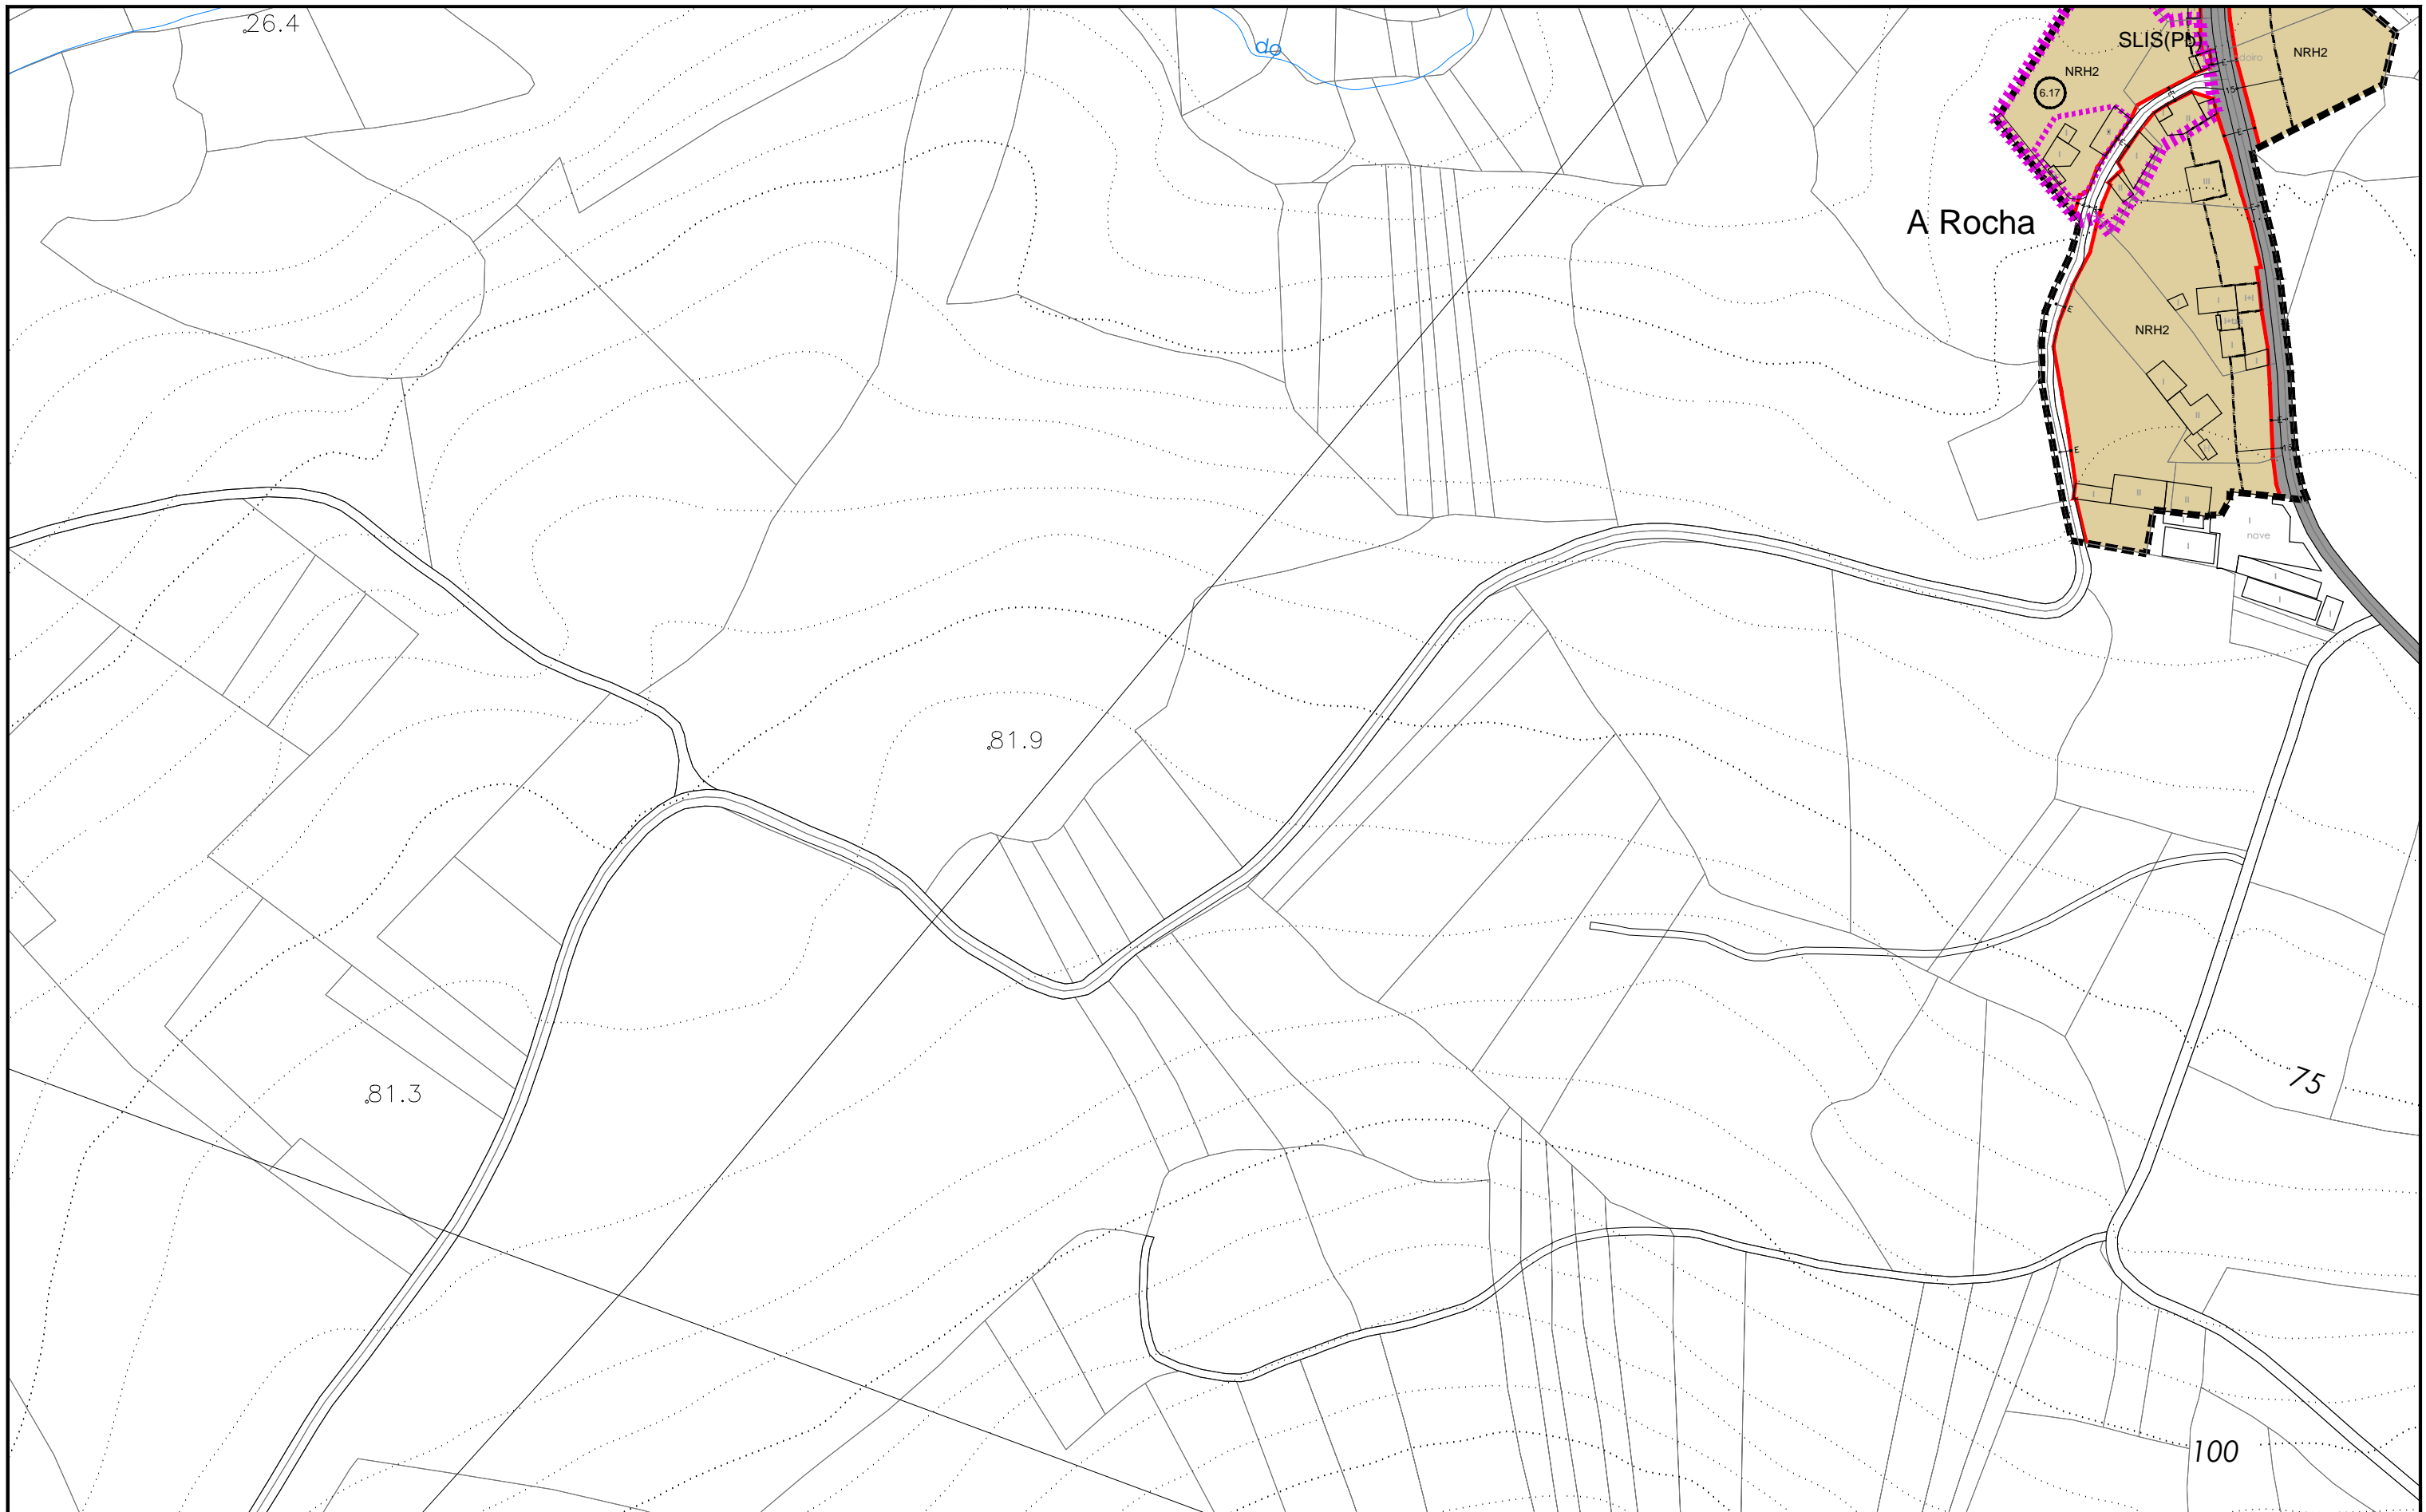 26.4
do
SLIS(Pb)
NRH2
NRH2
6.17
A Rocha
NRH2
nave
81.9
81.3
75
100